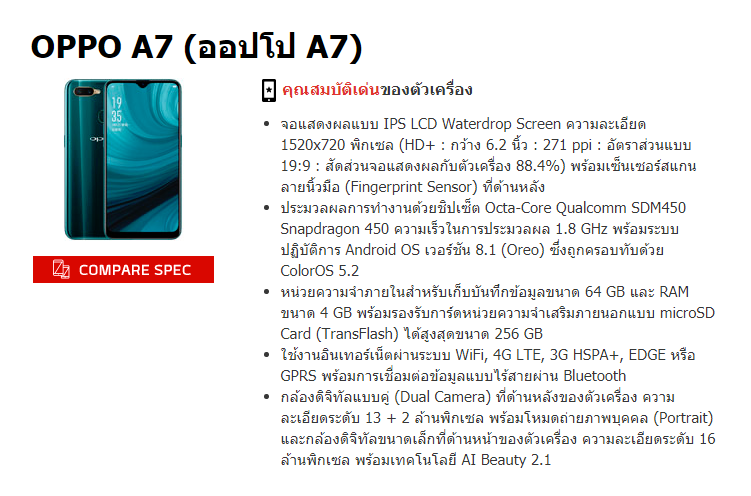 OPPO A7 (ออปโป A7)
คุณสมบัติเด่นของตัวเครื่อง
19
35
oppo
COMPARE SPEC
จอแสดงผลแบบ IPS LCD Waterdrop Screen ความละเอียด
1520x720 พิกเซล (HD+ : กว้าง 6.2 นิ้ว : 271 ppi : อัตราส่วนแบบ
19:9 : สัดส่วนจอแสดงผลกับตัวเครื่อง 88.4%) พร้อมเซ็นเซอร์สแกน
ลายนิ้วมือ (Fingerprint Sensor) ที่ด้านหลัง
ประมวลผลการทำงานด้วยชิปเซ็ต Octa-Core Qualcomm SDM450
Snapdragon 450 ความเร็วในการประมวลผล 1.8 GHz พร้อมระบบ
ปฏิบัติการ Android OS เวอร์ชัน 8.1 (Oreo) ซึ่งถูกครอบทับด้วย
ColorOS 5.2
หน่วยความจำภายในสำหรับเก็บบันทึกข้อมูลขนาด 64 GB และ RAM
ขนาด 4 GB พร้อมรองรับการ์ดหน่วยความจำเสริมภายนอกแบบ microSD
Card (TransFlash) ได้สูงสุดขนาด 256 GB
ใช้งานอินเทอร์เน็ตผ่านระบบ WiFi, 4G LTE, 3G HSPA+, EDGE หรือ
GPRS พร้อมการเชื่อมต่อข้อมูลแบบไร้สายผ่าน Bluetooth
กล้องดิจิทัลแบบคู่ (Dual Camera) ที่ด้านหลังของตัวเครื่อง ความ
ละเอียดระดับ 13 + 2 ล้านพิกเซล พร้อมโหมดถ่ายภาพบุคคล (Portrait)
และกล้องดิจิทัลขนาดเล็กที่ด้านหน้าของตัวเครื่อง ความละเอียดระดับ 16
ล้านพิกเซล พร้อมเทคโนโลยี AI Beauty 2.1